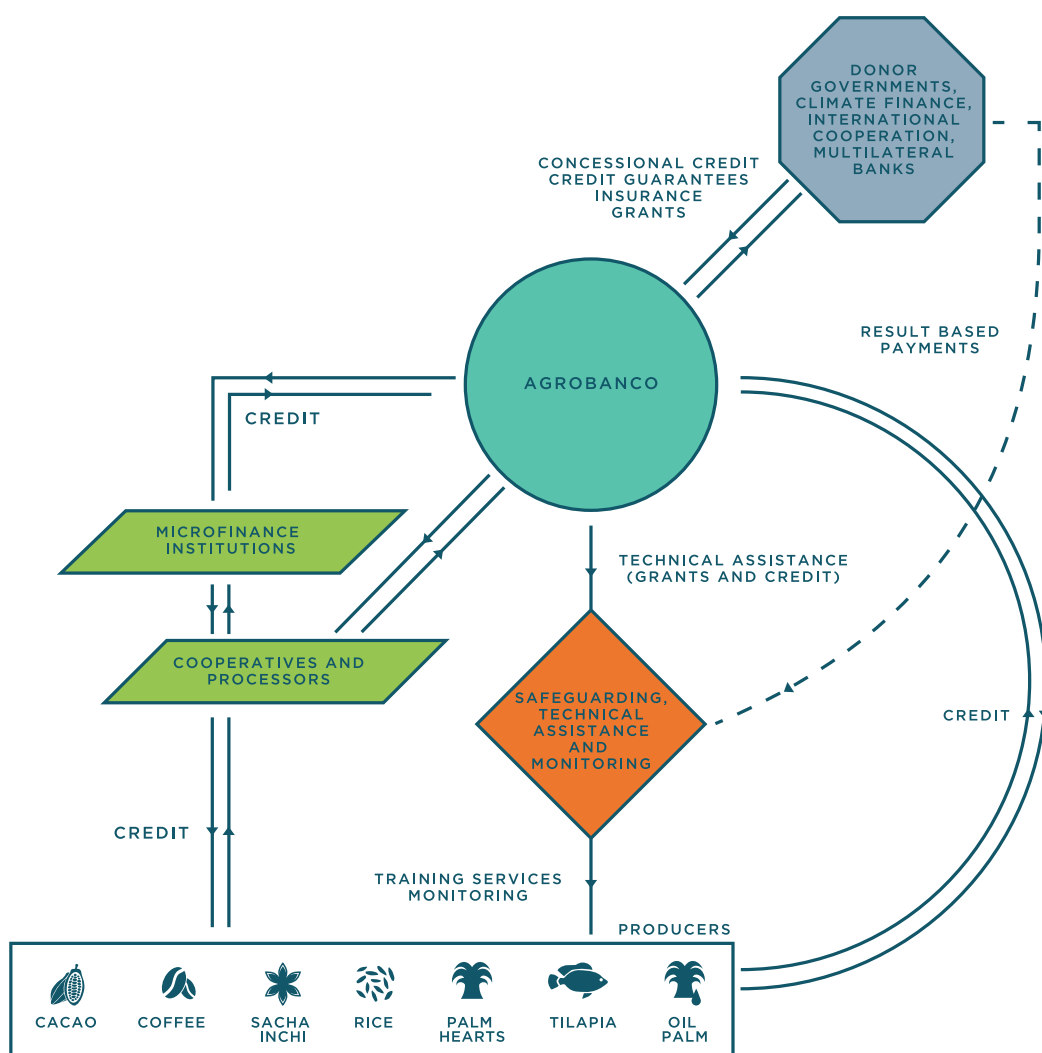 DONOR
GOVERNMENTS,
CLIMATE FINANCE,
INTERNATIONAL
COOPERATION,
MULTILATERAL
BANKS
CONCESSIONAL CREDIT
CREDIT GUARANTEES
INSURANCE
GRANTS
RESULT BASED
PAYMENTS
AGROBANCO
CREDIT
MICROFINANCE
INSTITUTIONS
TECHNICAL ASSISTANCE
(GRANTS AND CREDIT)
COOPERATIVES AND
PROCESSORS
SAFEGUARDING,
TECHNICAL
ASSISTANCE
AND
MONITORING
CREDIT
CREDIT
TRAINING SERVICES
MONITORING
PRODUCERS
CACAO
COFFEE
SACHA
INCHI
RICE
PALM
HEARTS
TILAPIA
OIL
PALM